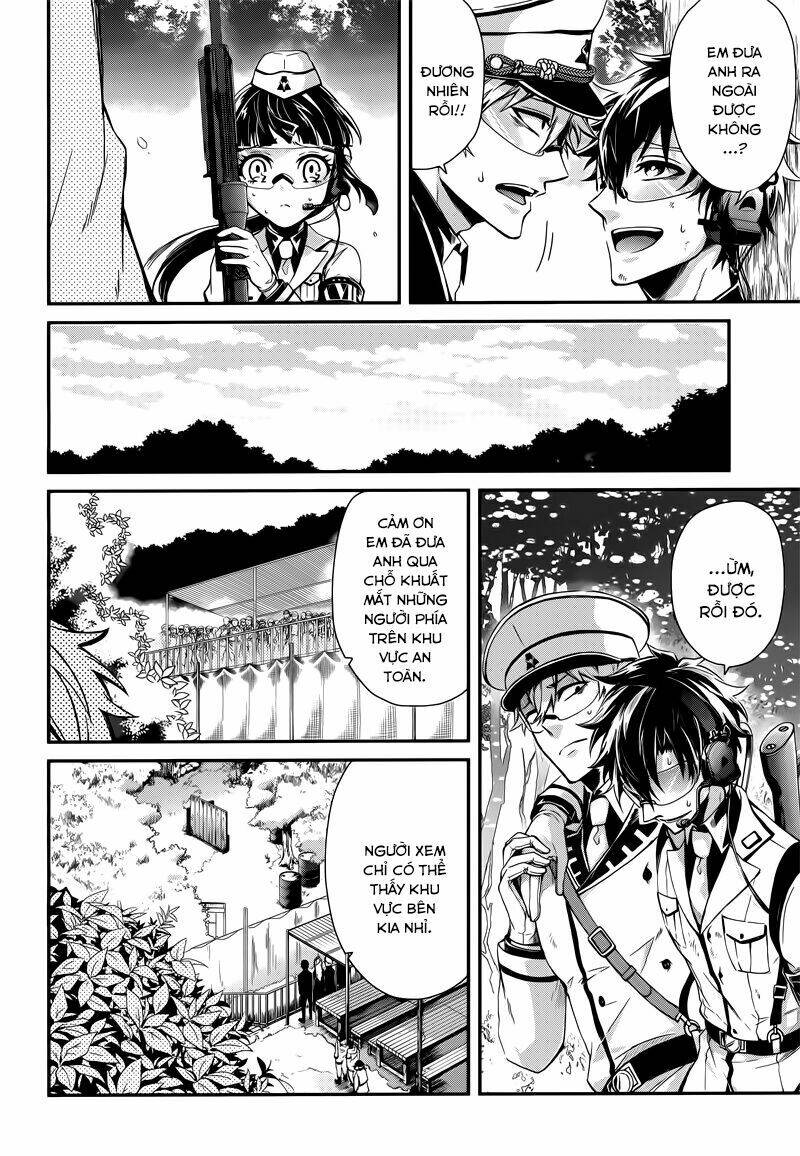 EM ĐƯA
ANH RA
NGOÀI
ĐƯỢC
KHÔNG
...?
ĐƯƠNG
NHIÊN
RỒI!!
VI
...ỪM,
ĐƯỢC
RỒI ĐÓ.
CẢM ƠN
EM ĐÃ ĐƯA
ANH QUA
CHỖ KHUẤT
MẮT NHỮNG
NGƯỜI PHÍA
TRÊN KHU
VỰC AN
TOÀN.
NGƯỜI XEM
CHỈ CÓ THỂ
THẤY KHU
VỰC BÊN
KIA NHỈ.